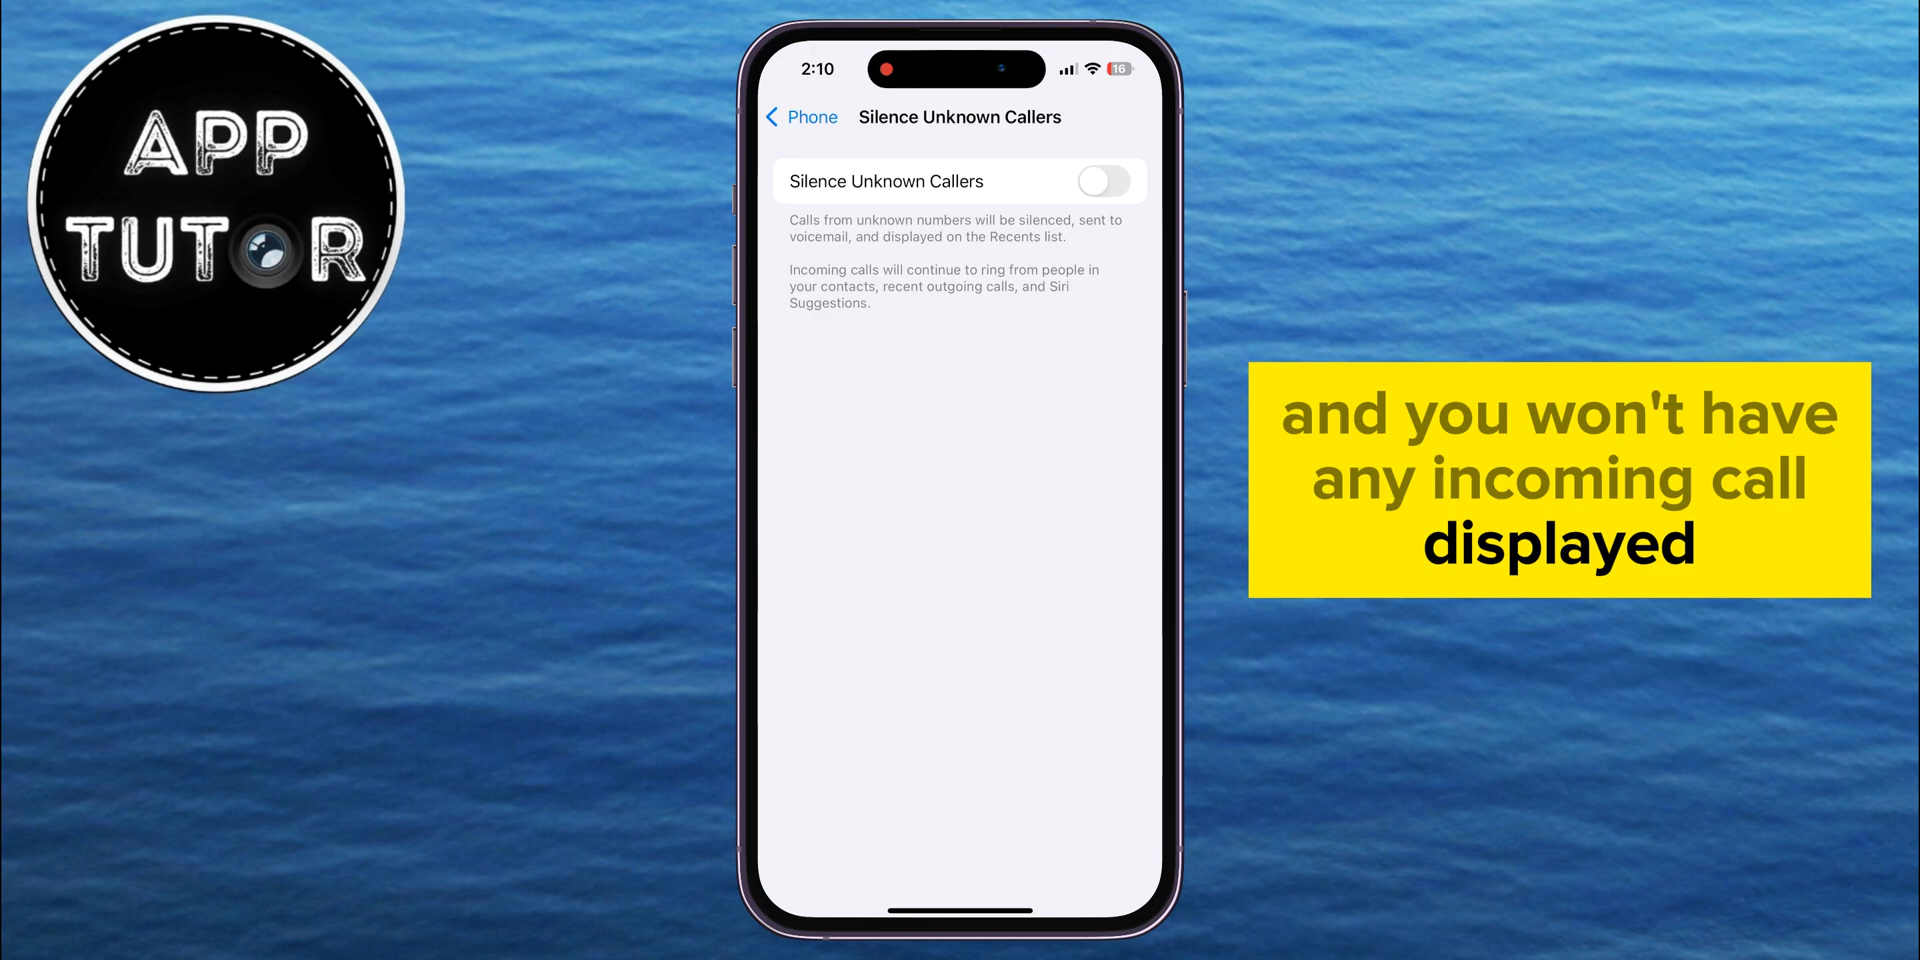 APP
TUTOR
2:10
16
Phone
Silence Unknown Callers
Silence Unknown Callers
Calls from unknown numbers will be silenced, sent to
voicemail, and displayed on the Recents list.
Incoming calls will continue to ring from people in
your contacts, recent outgoing calls, and Siri
Suggestions.
and you won't have
any incoming call
displayed